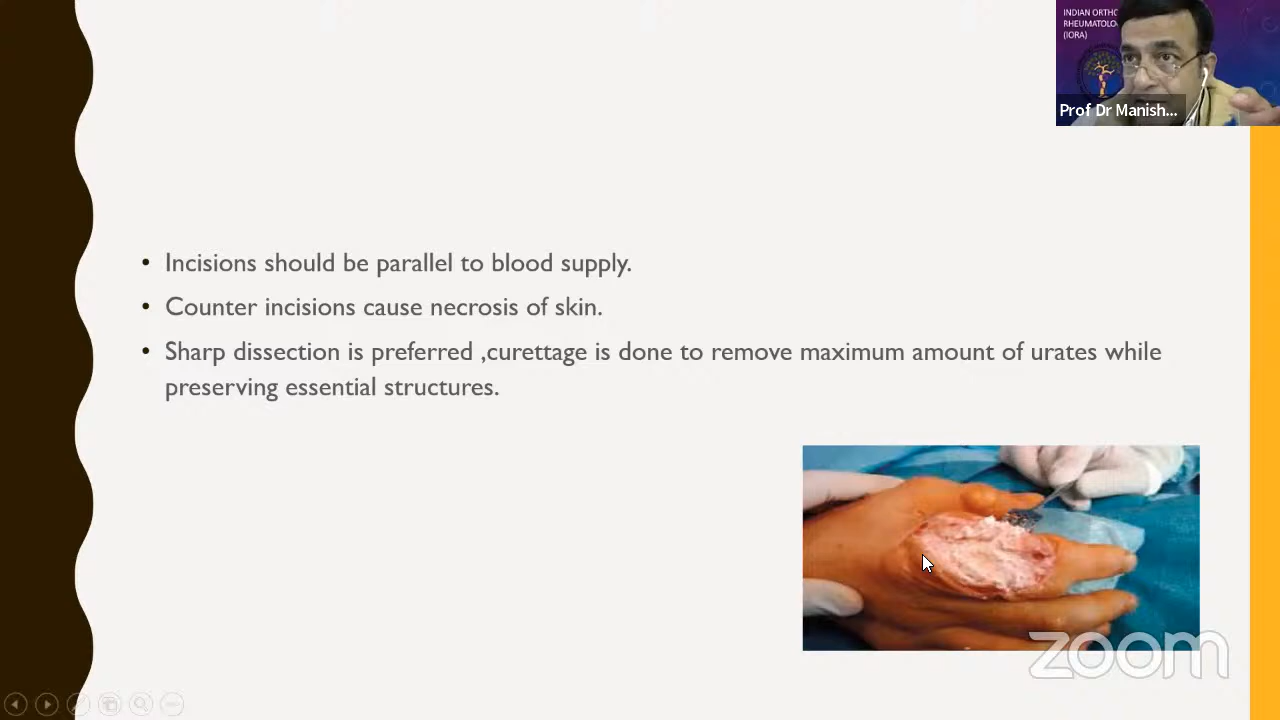 INDIAN ORTHO
RHEUMATOLO
(IORA)
Prof Dr Manish...
• Incisions should be parallel to blood supply.
• Counter incisions cause necrosis of skin.
• Sharp dissection is preferred ,curettage is done to remove maximum amount of urates while
preserving essential structures.
zoom